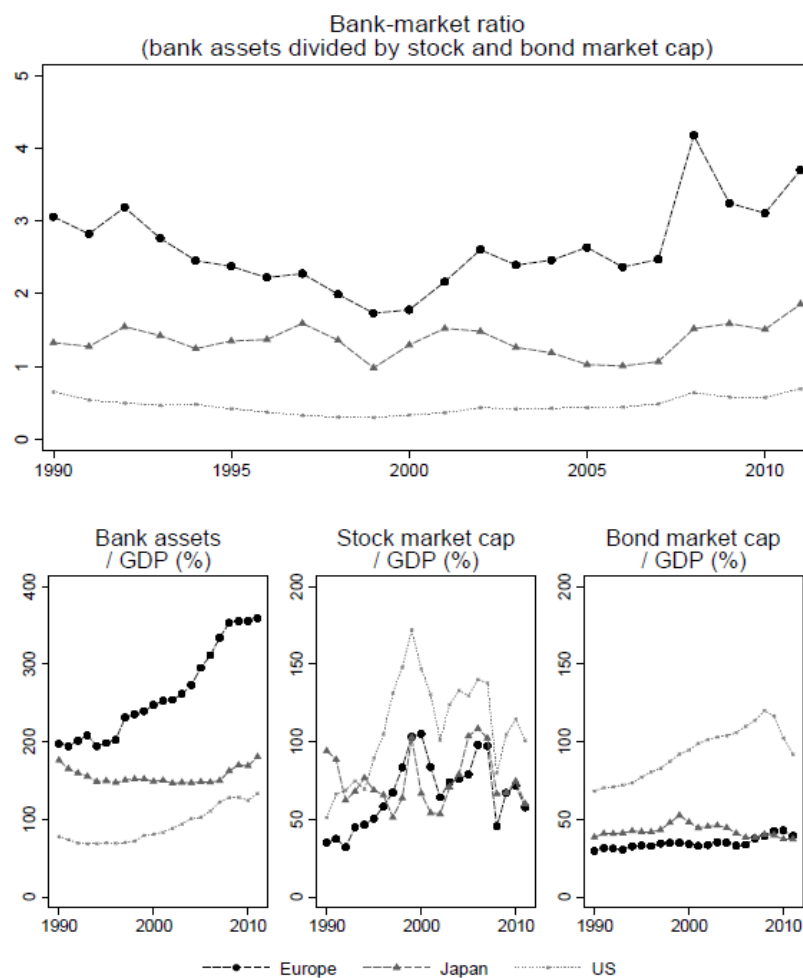 Bank-market ratio
(bank assets divided by stock and bond market cap)
5
4
3
2
1
0
1990 1995 2000 2005 2010
Bank assets
/ GDP (%)
400
300
200
100
0
1990 2000 2010
Stock market cap
/ GDP (%)
200
150
100
50
0
1990 2000 2010
Bond market cap
/ GDP (%)
200
150
100
50
0
1990 2000 2010
Europe Japan US